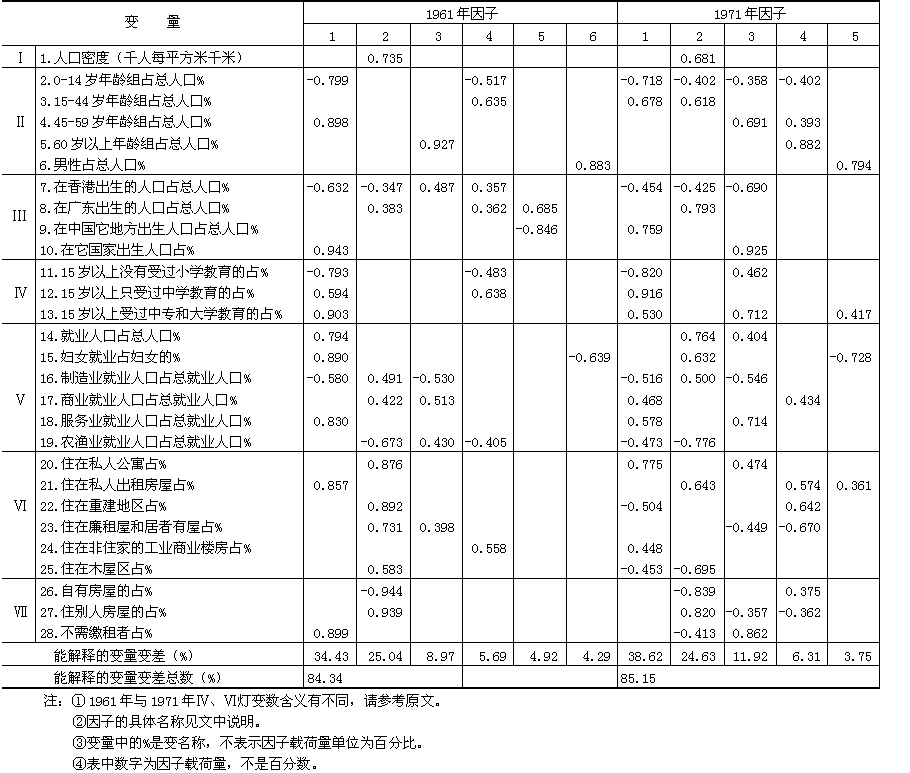 变 量 1961年因子 1971年因子
1 2 3 4 5 6 1 2 3 4 5
Ⅰ 1.人口密度（千人每平方米千米） 0.735 0.681
2.0-14岁年龄组占总人口% -0.799 -0.517 -0.718 -0.402 -0.358 -0.402
3.15-44岁年龄组占总人口% 0.635 0.678 0.618
Ⅱ 4.45-59岁年龄组占总人口% 0.898 0.691 0.393
5.60岁以上年龄组占总人口% 0.927 0.882
6.男性占总人口% 0.883 0.794
7.在香港出生的人口占总人口% -0.632 -0.347 0.487 0.357 -0.454 -0.425 -0.690
Ⅲ 8.在广东出生的人口占总人口% 0.383 0.362 0.685 0.793
9.在中国它地方出生人口占总人口% -0.846 0.759
10.在它国家出生人口占% 0.943 0.925
11.15岁以上没有受过小学教育的占% -0.793 -0.483 -0.820 0.462
Ⅳ 12.15岁以上只受过中学教育的占% 0.594 0.638 0.916
13.15岁以上受过中专和大学教育的占% 0.903 0.530 0.712 0.417
14.就业人口占总人口% 0.794 0.764 0.404
15.妇女就业占妇女的% 0.890 -0.639 0.632 -0.728
16.制造业就业人口占总就业人口% -0.580 0.491 -0.530 -0.516 0.500 -0.546
Ⅴ 17.商业就业人口占总就业人口% 0.422 0.513 0.468 0.434
18.服务业就业人口占总就业人口% 0.830 0.578 0.714
19.农渔业就业人口占总就业人口% -0.673 0.430 -0.405 -0.473 -0.776
20.住在私人公寓占% 0.876 0.775 0.474
21.住在私人出租房屋占% 0.857 0.643 0.574 0.361
Ⅵ 22.住在重建地区占% 0.892 -0.504 0.642
23.住在廉租屋和居者有屋占% 0.731 0.398 -0.449 -0.670
24.住在非住家的工业商业楼房占% 0.558 0.448
25.住在木屋区占% 0.583 -0.453 -0.695
26.自有房屋的占% -0.944 -0.839 0.375
Ⅶ 27.住别人房屋的占% 0.939 0.820 -0.357 -0.362
28.不需缴租者占% 0.899 -0.413 0.862
能解释的变量变差（%） 34.43 25.04 8.97 5.69 4.92 4.29 38.62 24.63 11.92 6.31 3.75
能解释的变量变差总数（%） 84.34 85.15
注：①1961年与1971年Ⅳ、Ⅵ灯变数含义有不同，请参考原文。
②因子的具体名称见文中说明。
③变量中的%是变名称，不表示因子载荷量单位为百分比。
④表中数字为因子载荷量，不是百分数。